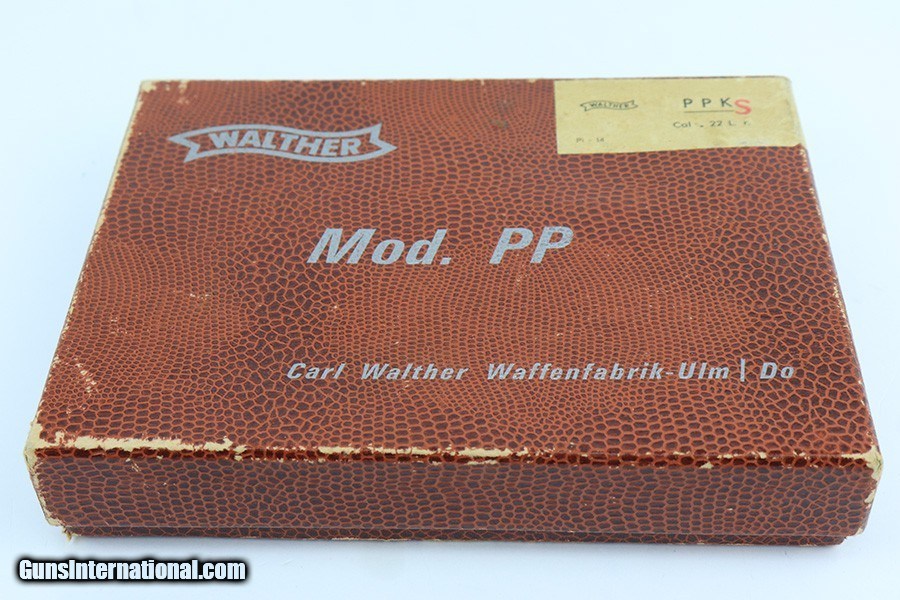 WALTHER
WALTHER
PPKS
Cal. .22 L. r.
Mod. PP
Carl Walther Waffenfabrik-Ulm | Do
GunsInternational.com